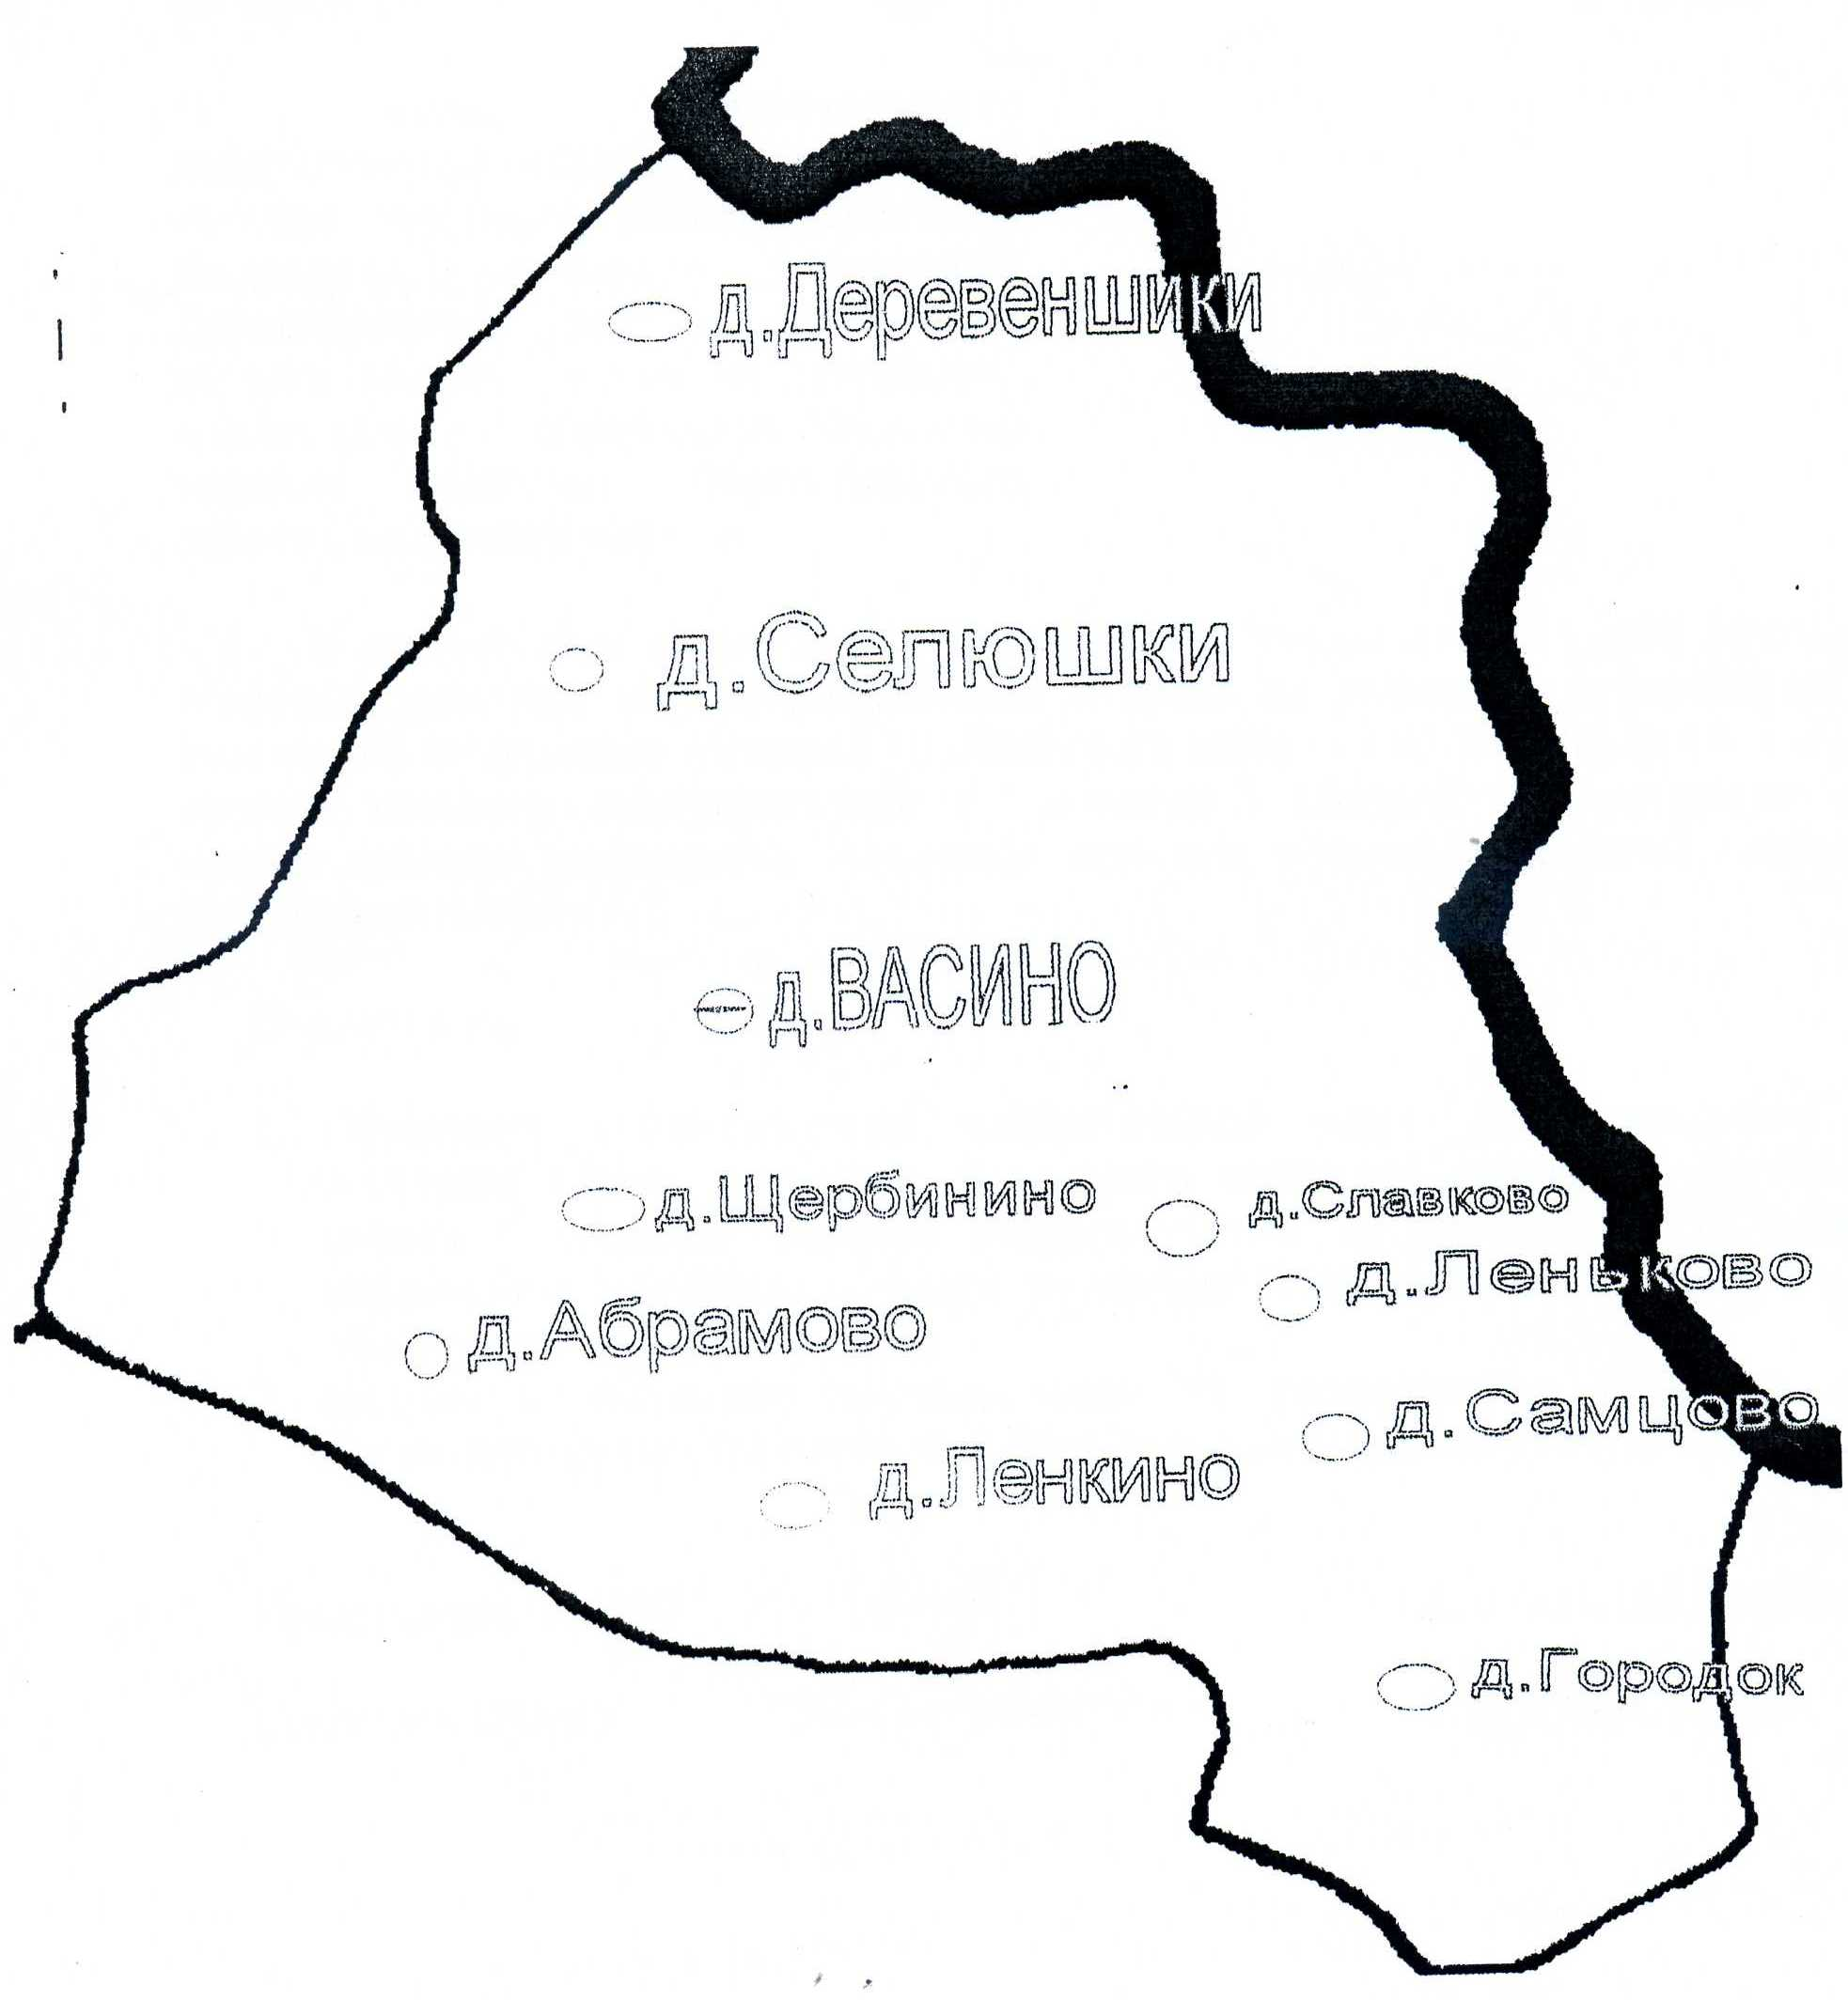 д.Деревеншики
д.Селюшки
д.ВАСИНО
д.Щербинино
д.Славково
д.Леньково
д.Абрамово
д.Самцово
д.Ленкино
д.Городок